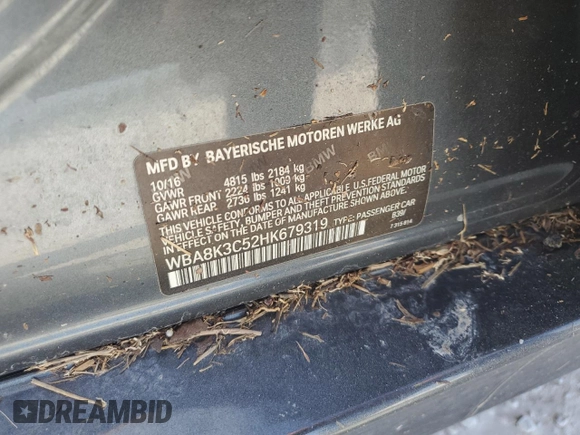 MFD BY BAYERISCHE MOTOREN WERKE AG
10/16
GVWR 4815 lbs 2184 kg
GAWR FRONT 2224 lbs 1009 kg
GAWR REAR 2736 lbs 1241 kg
THIS VEHICLE CONFORMS TO ALL APPLICABLE U.S. FEDERAL MOTOR
VEHICLE SAFETY, BUMPER AND THEFT PREVENTION STANDARDS
IN EFFECT ON THE DATE OF MANUFACTURE SHOWN ABOVE.
WBA8K3C52HK679319 TYPE: PASSENGER CAR
B39/
BMW
DREAMBID